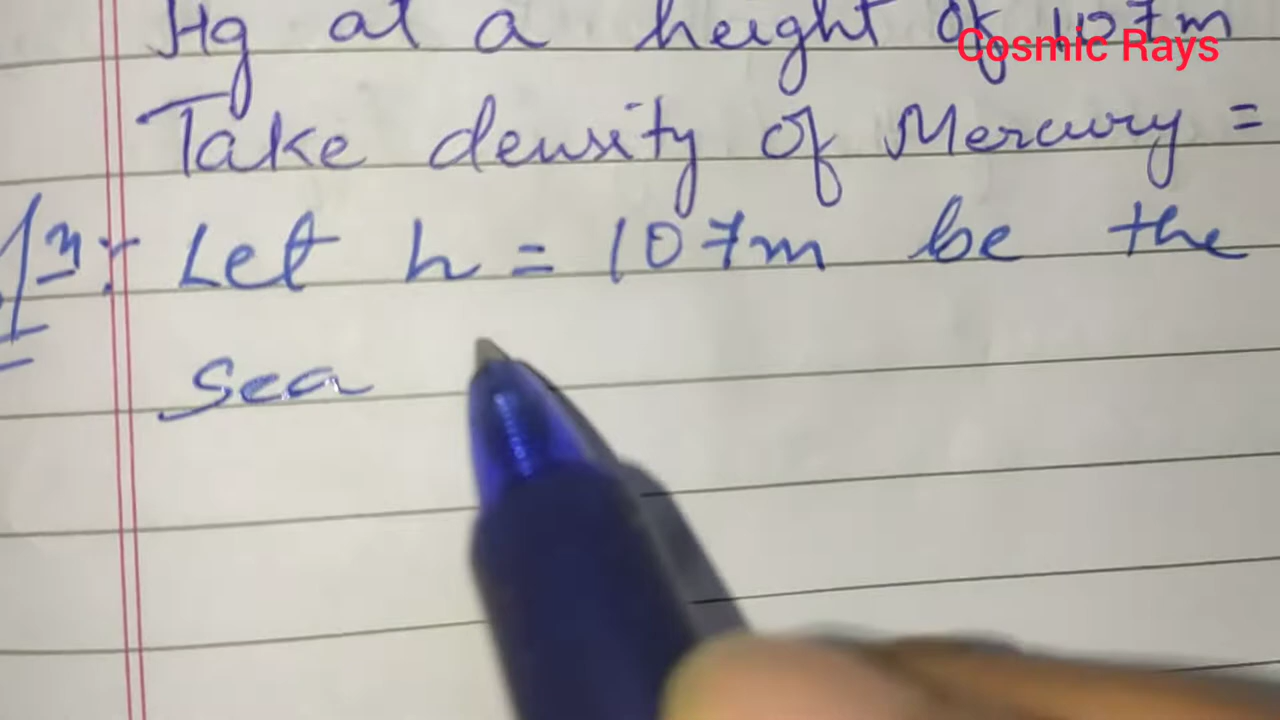 Hg at a height of 107m
Cosmic Rays
Take density of Mercury =
Let h = 107m be the
Sea